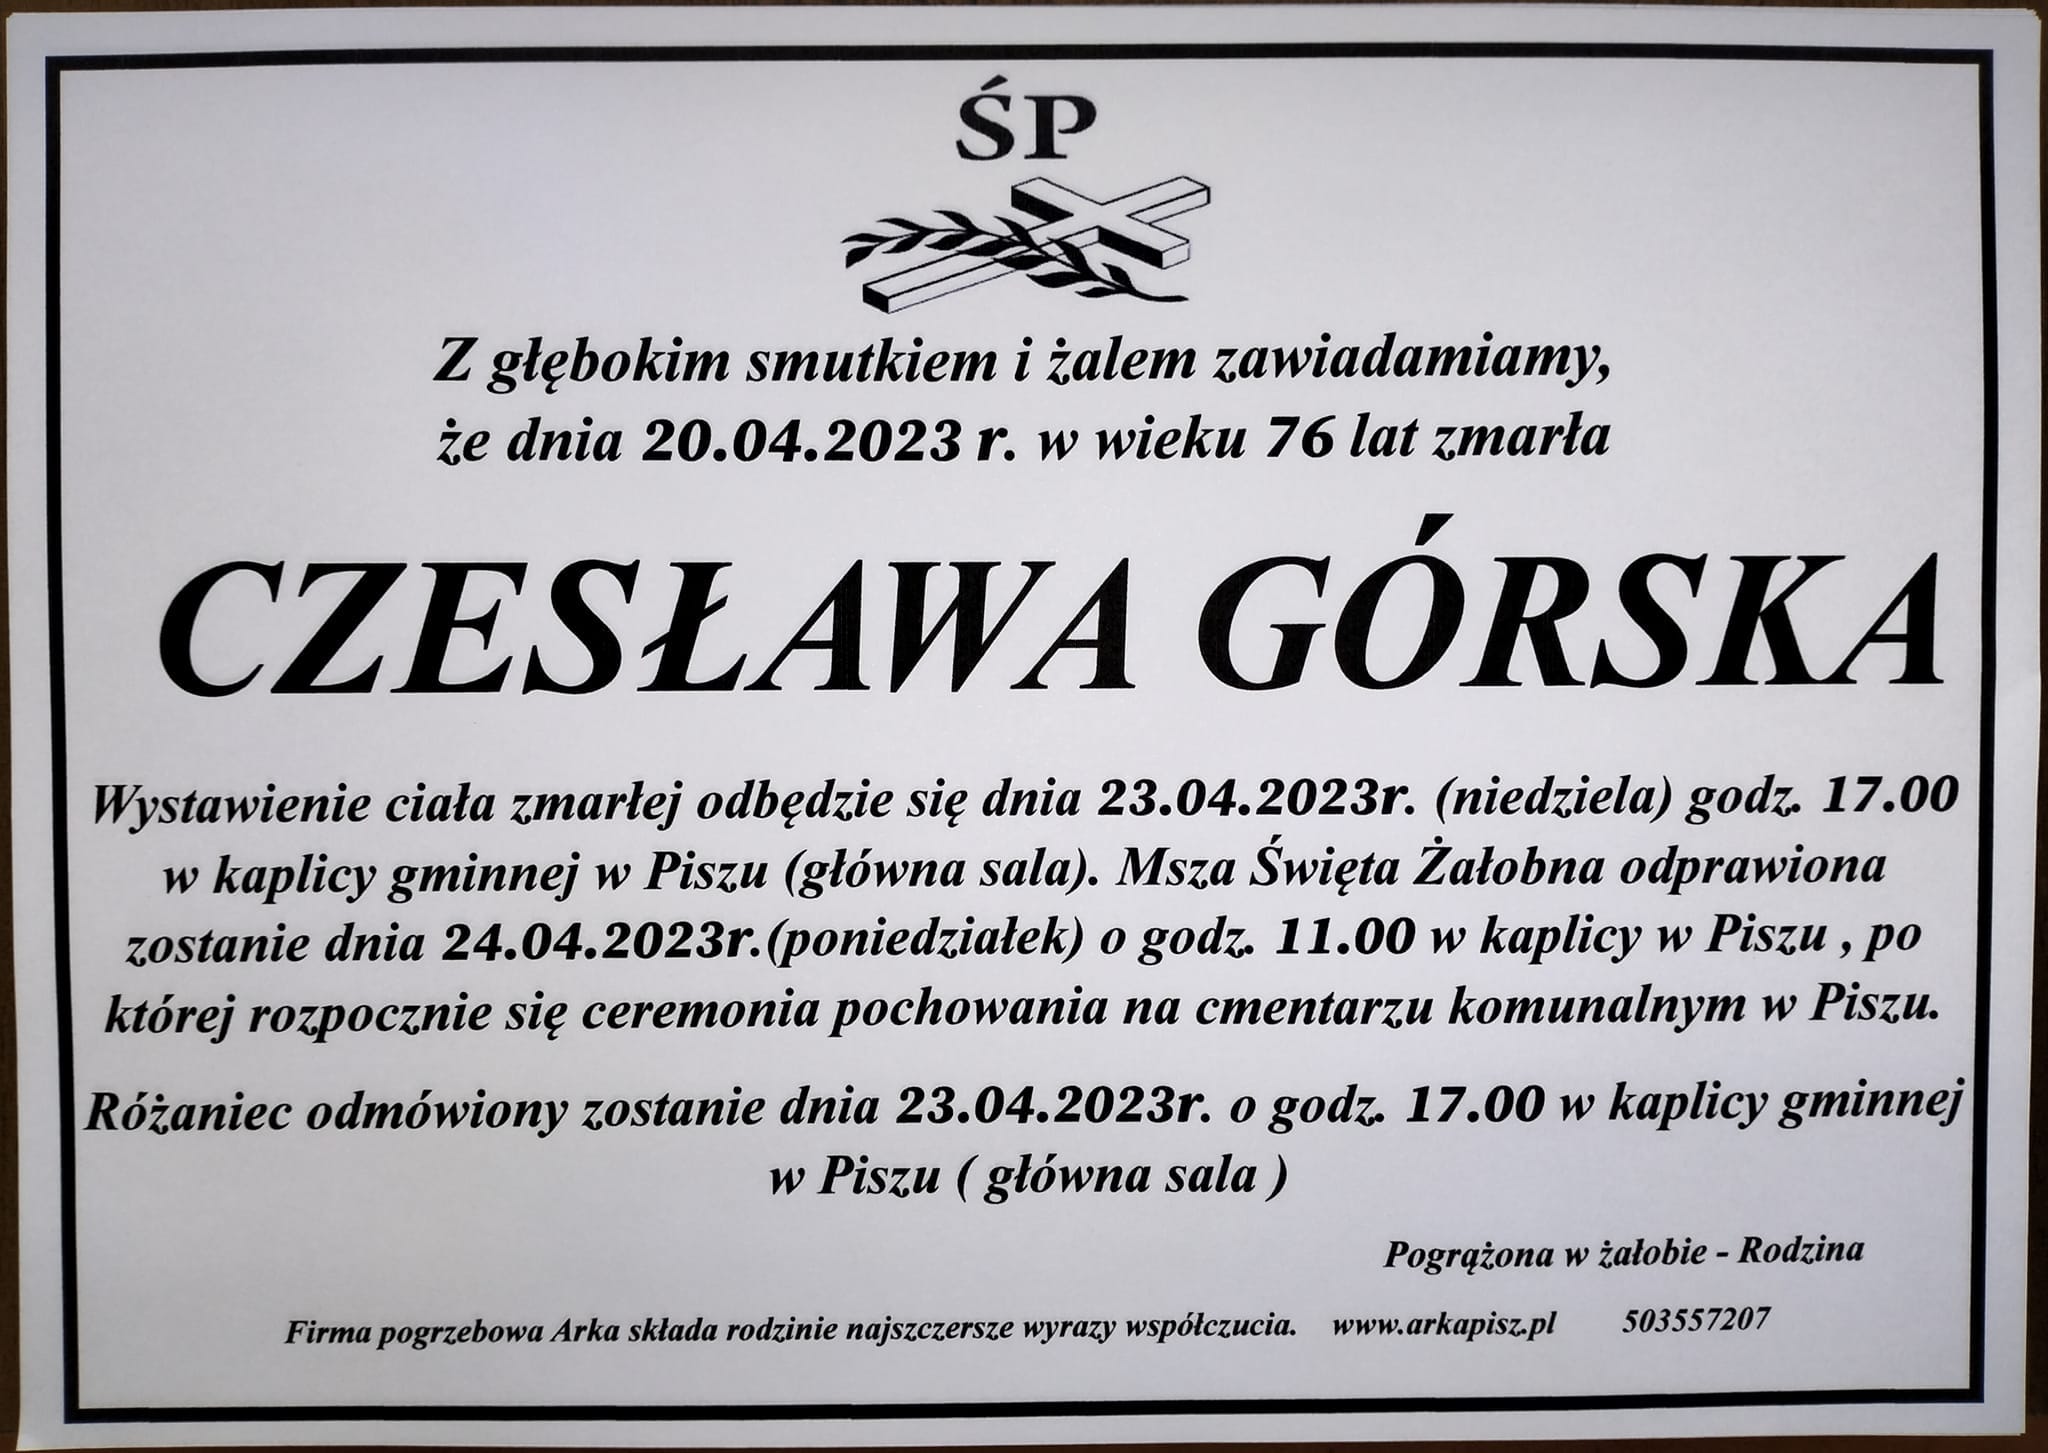 ŚP
Z głębokim smutkiem i żalem zawiadamiamy,
że dnia 20.04.2023 r. w wieku 76 lat zmarła
CZESŁAWA GÓRSKA
Wystawienie ciała zmarłej odbędzie się dnia 23.04.2023r. (niedziela) godz. 17.00
w kaplicy gminnej w Piszu (główna sala). Msza Święta Żałobna odprawiona
zostanie dnia 24.04.2023r.(poniedziałek) o godz. 11.00 w kaplicy w Piszu , po
której rozpocznie się ceremonia pochowania na cmentarzu komunalnym w Piszu.
Różaniec odmówiony zostanie dnia 23.04.2023r. o godz. 17.00 w kaplicy gminnej
w Piszu ( główna sala )
Pogrążona w żałobie - Rodzina
Firma pogrzebowa Arka składa rodzinie najszczersze wyrazy współczucia. www.arkapisz.pl 503557207